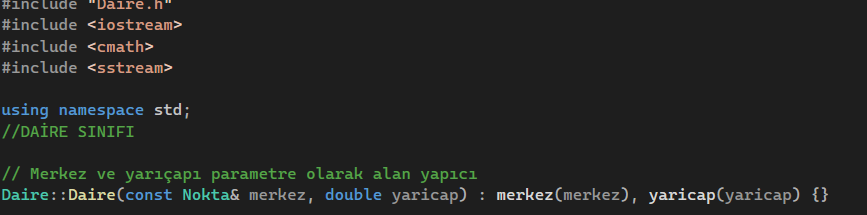 #include "Daire.h"
#include <iostream>
#include <cmath>
#include <sstream>
using namespace std;
//DAİRE SINIFI
// Merkez ve yarıçapı parametre olarak alan yapıcı
Daire::Daire(const Nokta& merkez, double yaricap) : merkez(merkez), yaricap(yaricap) {}